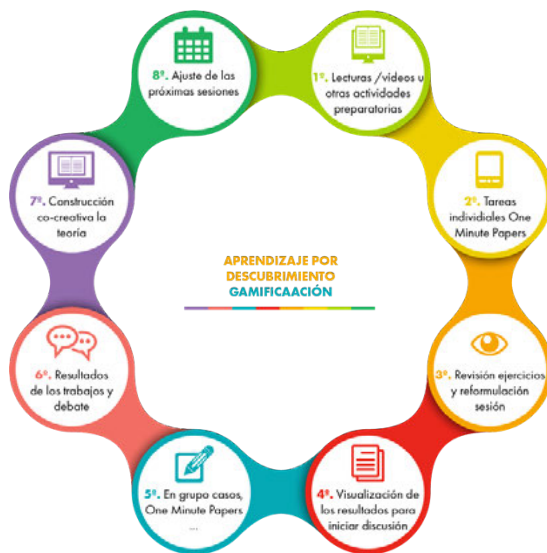 1º. Lecturas /vídeos u
otras actividades
preparatorias
2º. Tareas
individiales One
Minute Papers
3º. Revisión ejercicios
y reformulación
sesión
4º. Visualización de
los resultados para
iniciar discusión
5º. En grupo casos,
One Minute Papers
...
6º. Resultados
de los trabajos y
debate
7º. Construcción
co-creativa la
teoría
8º. Ajuste de las
próximas sesiones
APRENDIZAJE POR
DESCUBRIMIENTO
GAMIFICAACIÓN